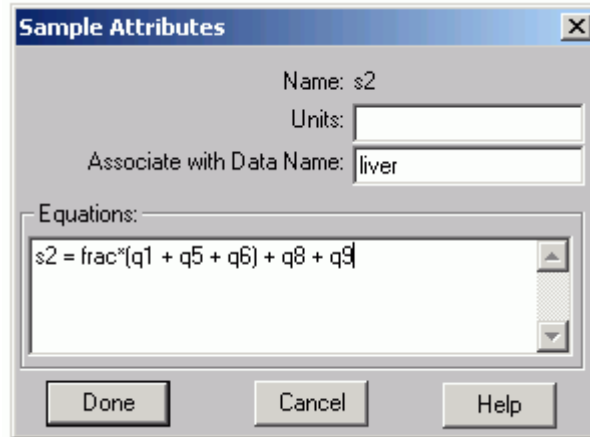 Sample Attributes
Name: s2
Units:
Associate with Data Name: liver
Equations:
s2 = frac*(q1 + q5 + q6) + q8 + q9
Done Cancel Help